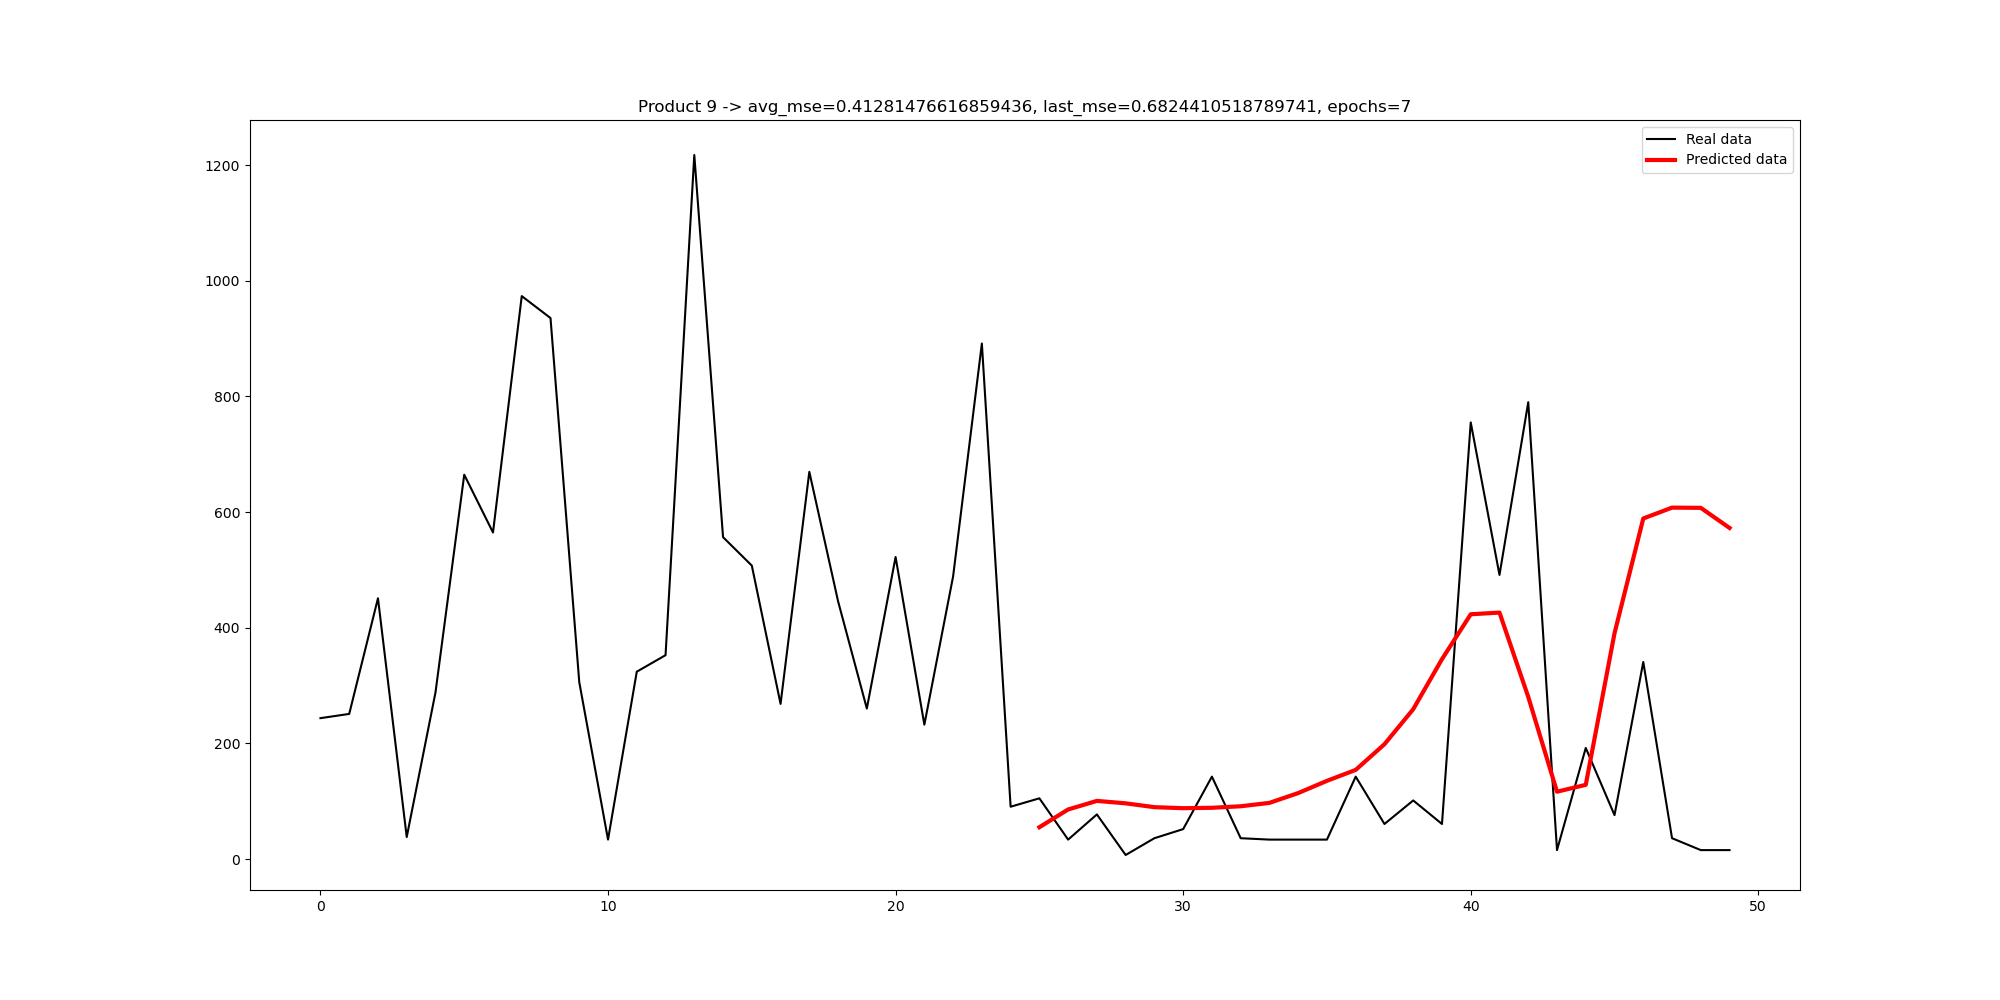 Product 9 -> avg_mse=0.41281476616859436, last_mse=0.6824410518789741, epochs=7
Real data
Predicted data
1200
1000
800
600
400
200
0
0 10 20 30 40 50